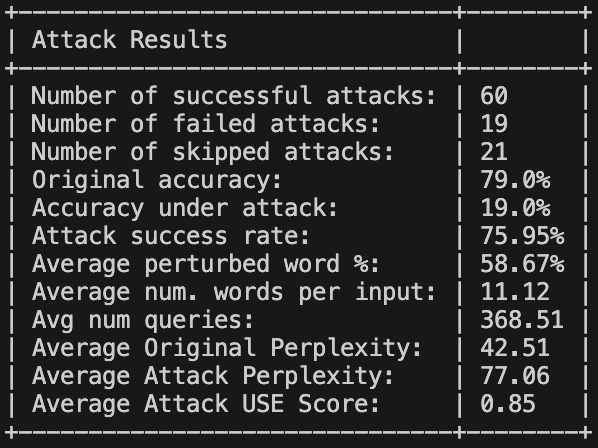 +-----------------------------------+---------+
| Attack Results                    |         |
+-----------------------------------+---------+
| Number of successful attacks: | 60 |
| Number of failed attacks: | 19 |
| Number of skipped attacks: | 21 |
| Original accuracy: | 79.0% |
| Accuracy under attack: | 19.0% |
| Attack success rate: | 75.95% |
| Average perturbed word %: | 58.67% |
| Average num. words per input: | 11.12 |
| Avg num queries: | 368.51 |
| Average Original Perplexity: | 42.51 |
| Average Attack Perplexity: | 77.06 |
| Average Attack USE Score: | 0.85 |
+-----------------------------------+---------+